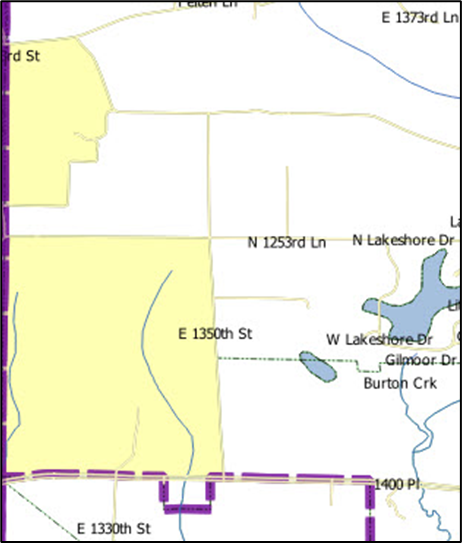 E 1373rd Ln
3rd St
N 1253rd Ln
N Lakeshore Dr
E 1350th St
W Lakeshore Dr
Gilmoor Dr
Burton Crk
1400 Pl
E 1330th St